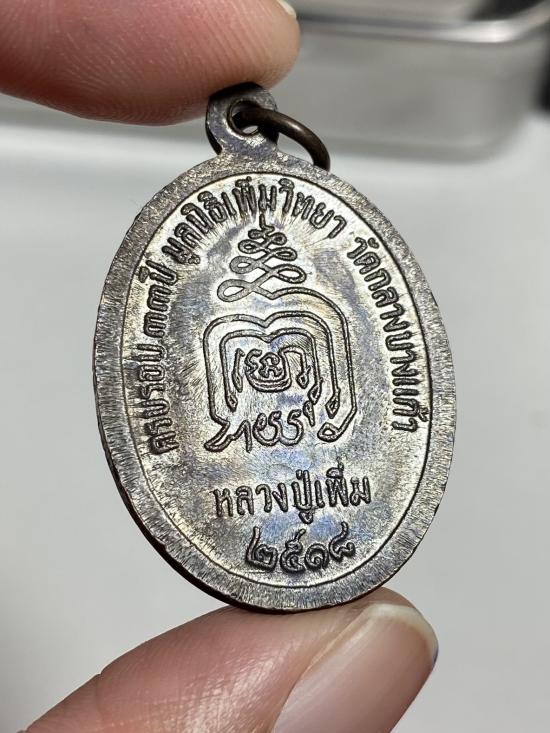 ครบรอบ ๓๓ปี มูลนิธิเพิ่มวิทยา วัดกลางบางแก้ว
หลวงปู่เพิ่ม
๒๕๑๘